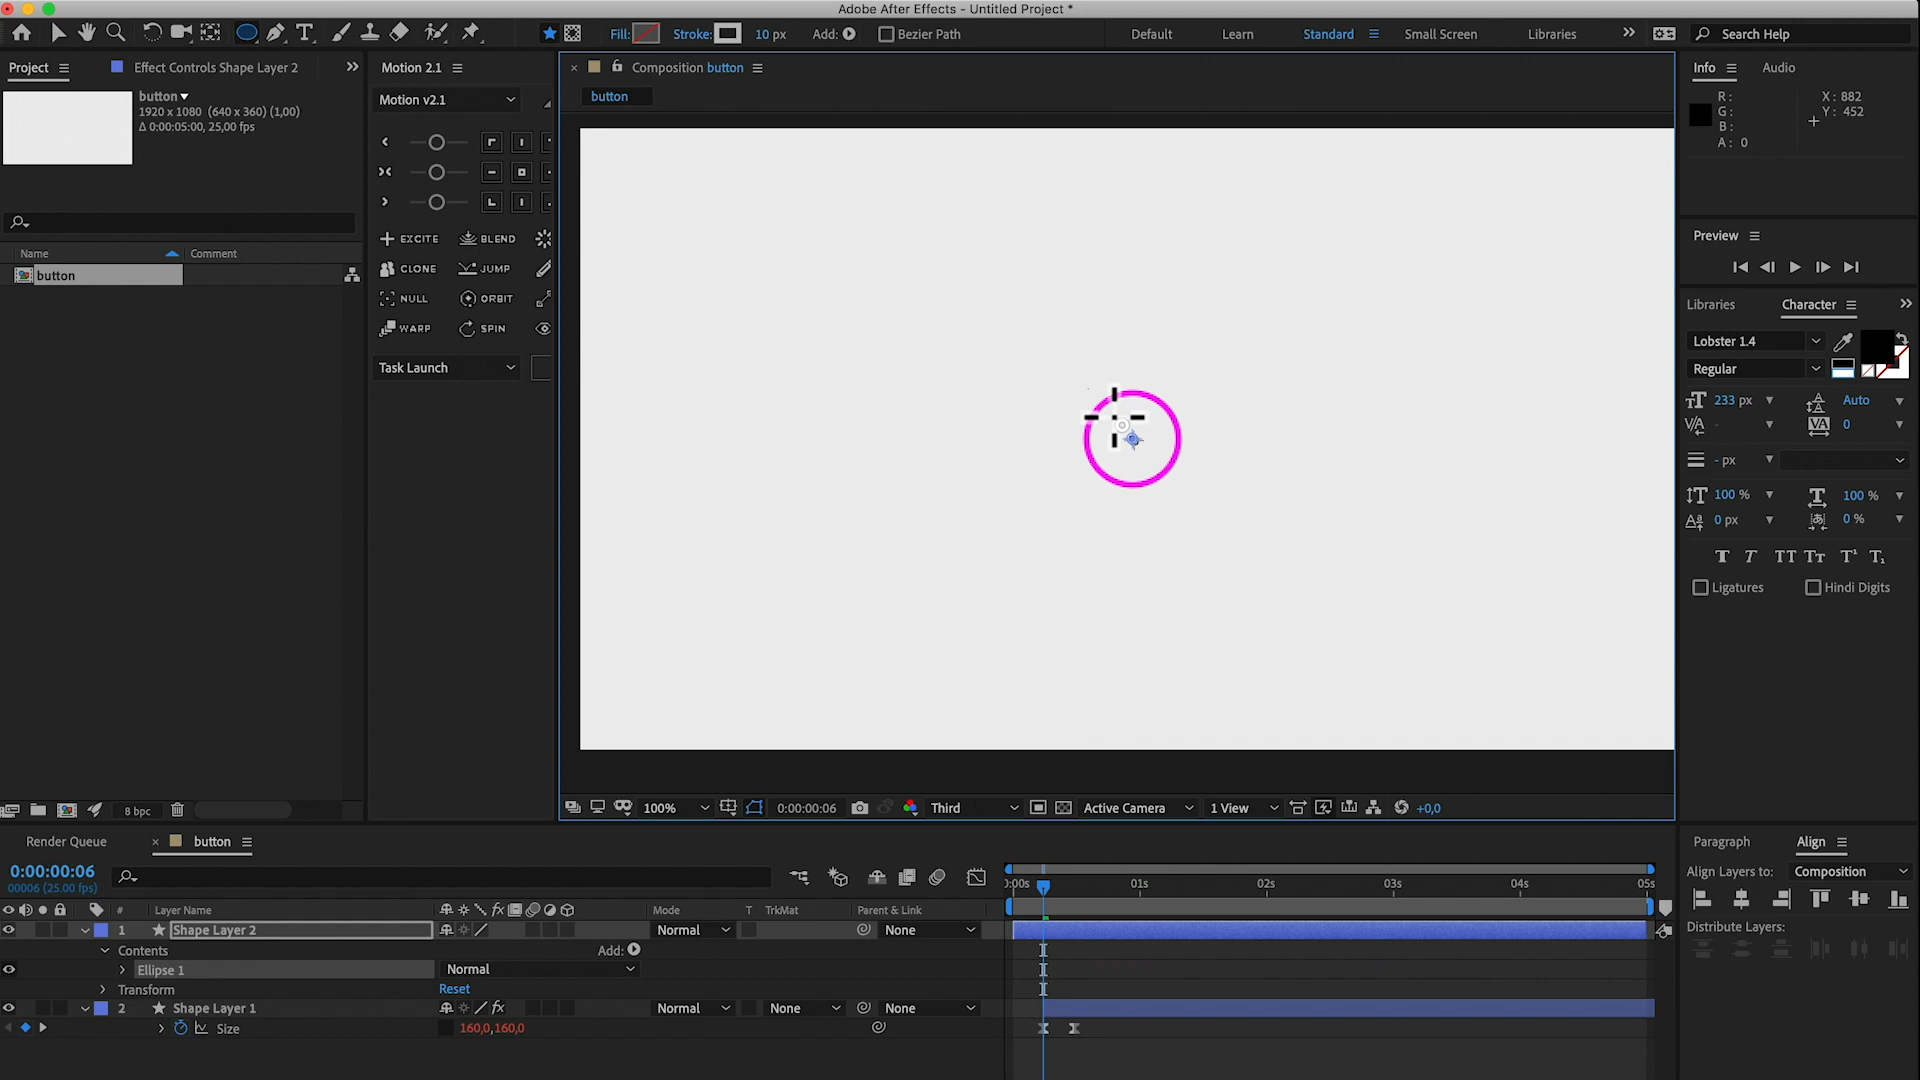 Adobe After Effects - Untitled Project *
Fill:
Stroke:
10 px
Add:
Bezier Path
Default
Learn
Standard
Small Screen
Libraries
Search Help
Project
Effect Controls Shape Layer 2
button
1920 x 1080 (640 x 360) (1,00)
Δ 0:00:05:00, 25,00 fps
Name
Comment
button
8 bpc
Motion 2.1
Motion v2.1
EXCITE
BLEND
CLONE
JUMP
NULL
ORBIT
WARP
SPIN
Task Launch
Composition button
button
100%
0:00:00:06
Third
Active Camera
1 View
+0,0
Info
Audio
R :
G :
B :
A : 0
X : 882
Y : 452
Preview
Libraries
Character
Lobster 1.4
Regular
233 px
Auto
-
0
- px
100 %
100 %
0 px
0 %
Ligatures
Hindi Digits
Render Queue
button
0:00:00:06
00006 (25.00 fps)
:00s
01s
02s
03s
04s
05s
#
Layer Name
Mode
T
TrkMat
Parent & Link
1
Shape Layer 2
Normal
None
Contents
Add:
Ellipse 1
Normal
Transform
Reset
2
Shape Layer 1
Normal
None
None
Size
160,0,160,0
Paragraph
Align
Align Layers to:
Composition
Distribute Layers: